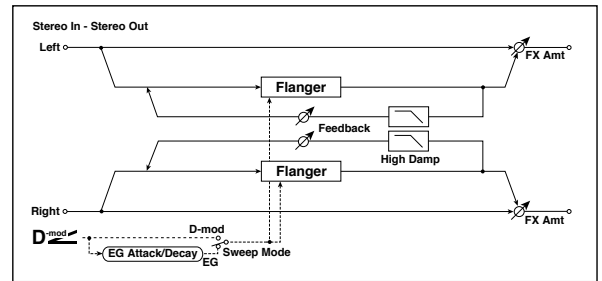 Stereo In - Stereo Out
Left
FX Amt
Flanger
Feedback
High Damp
Flanger
Right
FX Amt
D-mod
D-mod
EG Attack/Decay
EG
Sweep Mode